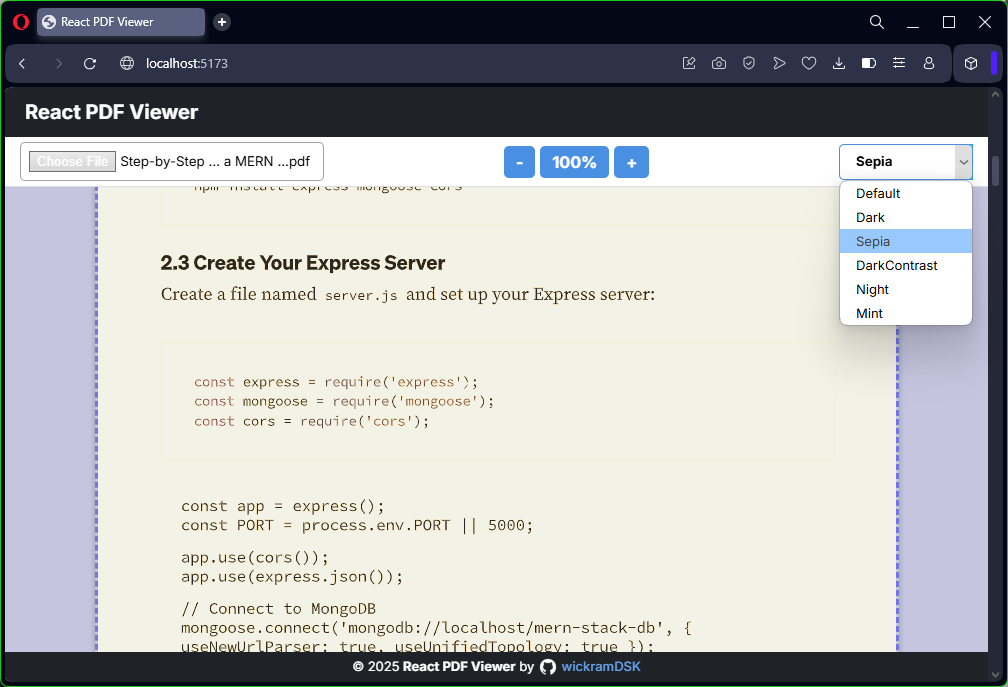 React PDF Viewer
localhost:5173
React PDF Viewer
Choose File Step-by-Step ... a MERN ...pdf
- 100% +
Sepia
Default
Dark
Sepia
DarkContrast
Night
Mint
npm install express mongoose cors
2.3 Create Your Express Server
Create a file named server.js and set up your Express server:
const express = require('express');
const mongoose = require('mongoose');
const cors = require('cors');
const app = express();
const PORT = process.env.PORT || 5000;
app.use(cors());
app.use(express.json());
// Connect to MongoDB
mongoose.connect('mongodb://localhost/mern-stack-db', {
useNewUrlParser: true, useUnifiedTopology: true });
© 2025 React PDF Viewer by wickramDSK